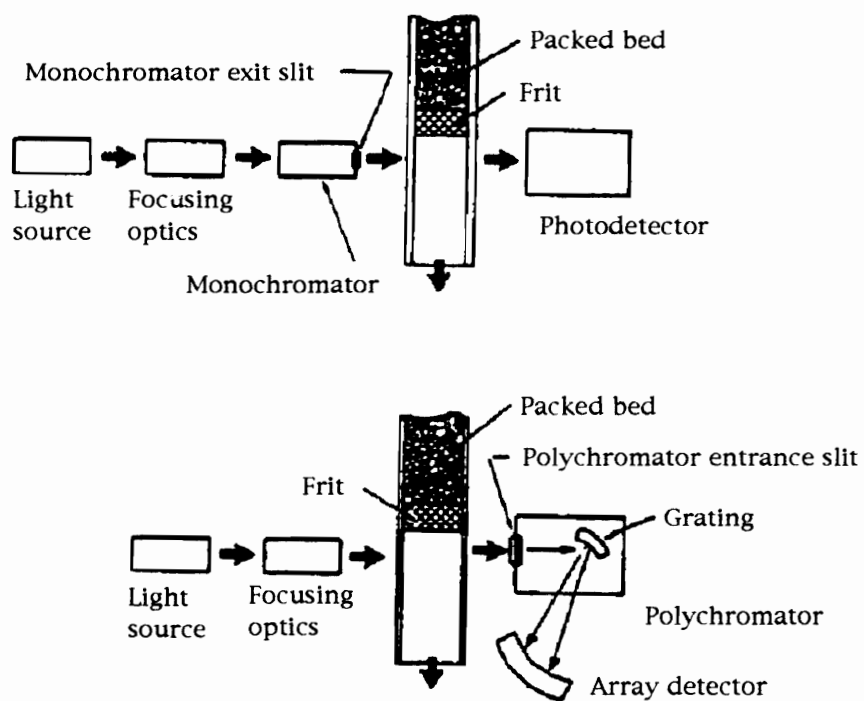 Packed bed
Monochromator exit slit
Frit
Light
source
Focusing
optics
Photodetector
Monochromator
Packed bed
Polychromator entrance slit
Frit
Grating
Light
source
Focusing
optics
Polychromator
Array detector